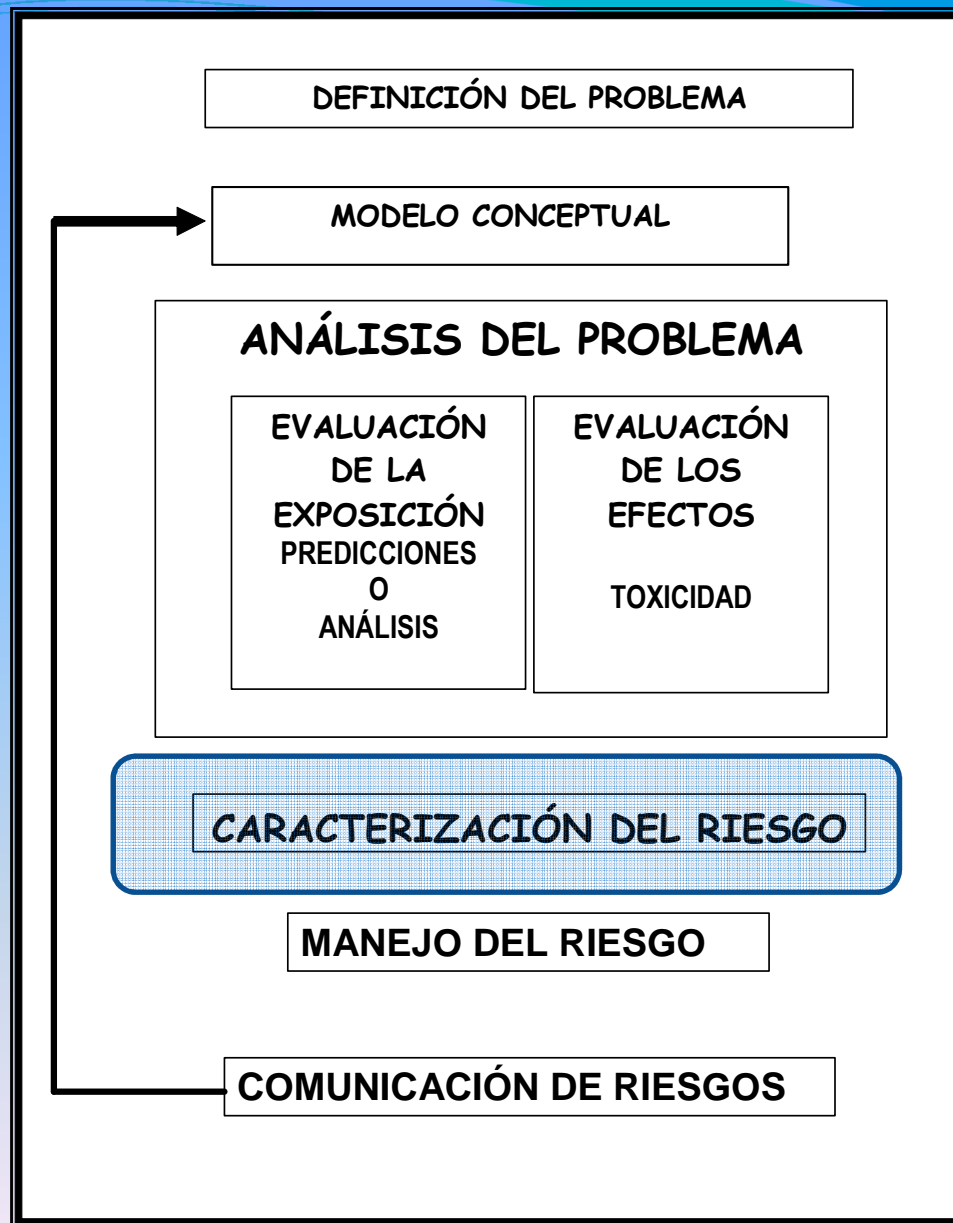 DEFINICIÓN DEL PROBLEMA
MODELO CONCEPTUAL
ANÁLISIS DEL PROBLEMA
EVALUACIÓN
DE LA
EXPOSICIÓN
PREDICCIONES
O
ANÁLISIS
EVALUACIÓN
DE LOS
EFECTOS
TOXICIDAD
CARACTERIZACIÓN DEL RIESGO
MANEJO DEL RIESGO
COMUNICACIÓN DE RIESGOS